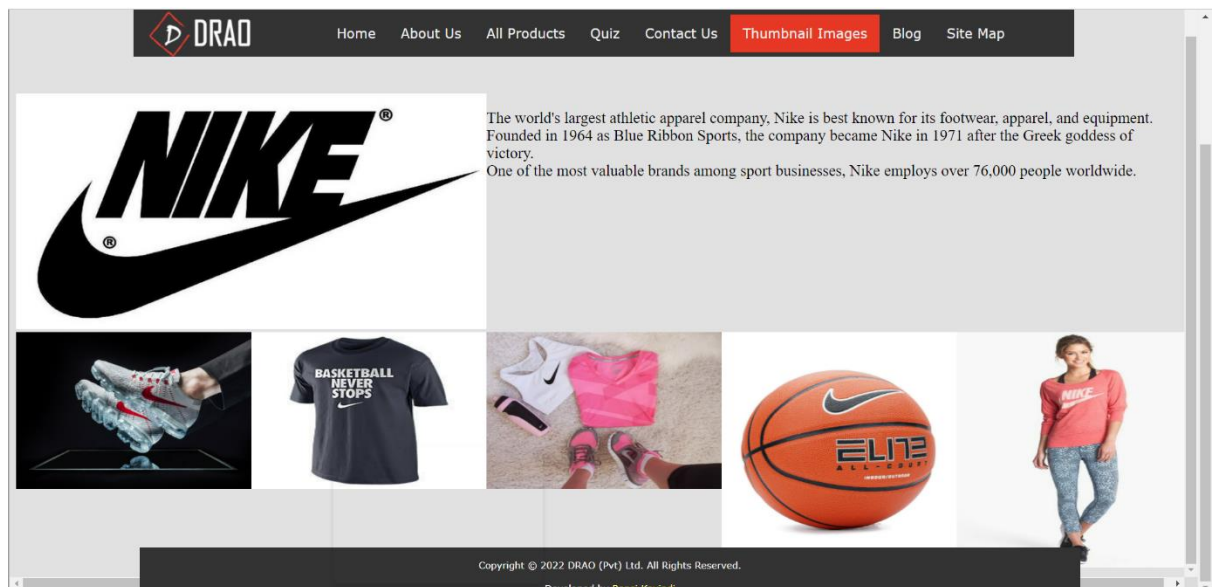 DRAO
Home About Us All Products Quiz Contact Us Thumbnail Images Blog Site Map
NIKE®
®
The world's largest athletic apparel company, Nike is best known for its footwear, apparel, and equipment.
Founded in 1964 as Blue Ribbon Sports, the company became Nike in 1971 after the Greek goddess of
victory.
One of the most valuable brands among sport businesses, Nike employs over 76,000 people worldwide.
BASKETBALL
NEVER
STOPS
ELITE
ALL-COURT
INDOOR/OUTDOOR
NIKE
Copyright © 2022 DRAO (Pvt) Ltd. All Rights Reserved.
Developed by